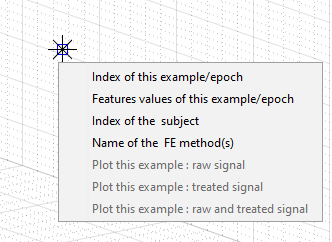 Index of this example/epoch
Features values of this example/epoch
Index of the subject
Name of the FE method(s)
Plot this example : raw signal
Plot this example : treated signal
Plot this example : raw and treated signal